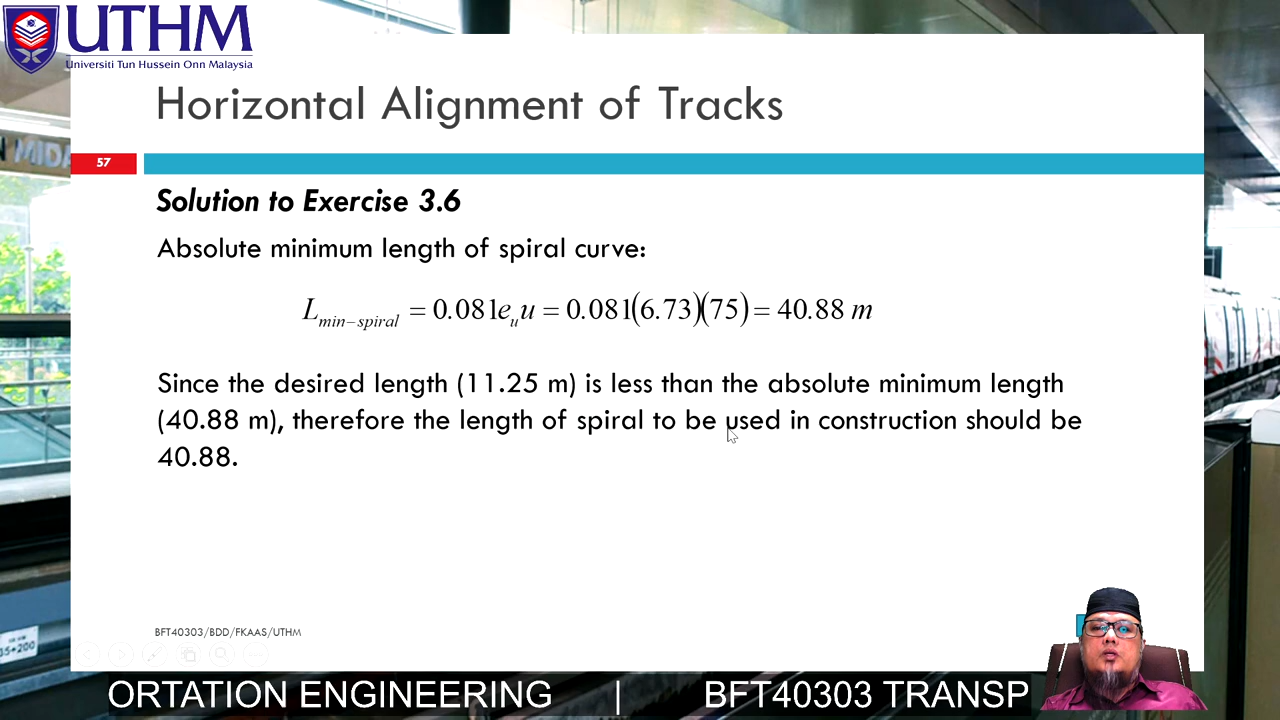 UTHM
Universiti Tun Hussein Onn Malaysia
Horizontal Alignment of Tracks
57
MIDA
Solution to Exercise 3.6
Absolute minimum length of spiral curve:
L_{min-spiral} = 0.081e_u u = 0.081(6.73)(75) = 40.88 m
Since the desired length (11.25 m) is less than the absolute minimum length
(40.88 m), therefore the length of spiral to be used in construction should be
40.88.
BFT40303/BDD/FKAAS/UTHM
ORTATION ENGINEERING | BFT40303 TRANSP